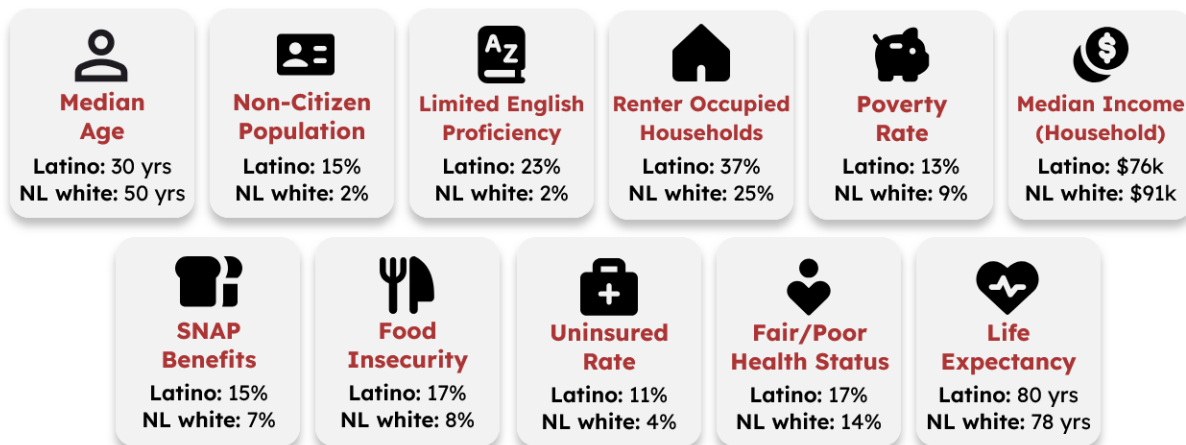 AZ
$
Median
Age
Latino: 30 yrs
NL white: 50 yrs
Non-Citizen
Population
Latino: 15%
NL white: 2%
Limited English
Proficiency
Latino: 23%
NL white: 2%
Renter Occupied
Households
Latino: 37%
NL white: 25%
Poverty
Rate
Latino: 13%
NL white: 9%
Median Income
(Household)
Latino: $76k
NL white: $91k
SNAP
Benefits
Latino: 15%
NL white: 7%
Food
Insecurity
Latino: 17%
NL white: 8%
Uninsured
Rate
Latino: 11%
NL white: 4%
Fair/Poor
Health Status
Latino: 17%
NL white: 14%
Life
Expectancy
Latino: 80 yrs
NL white: 78 yrs